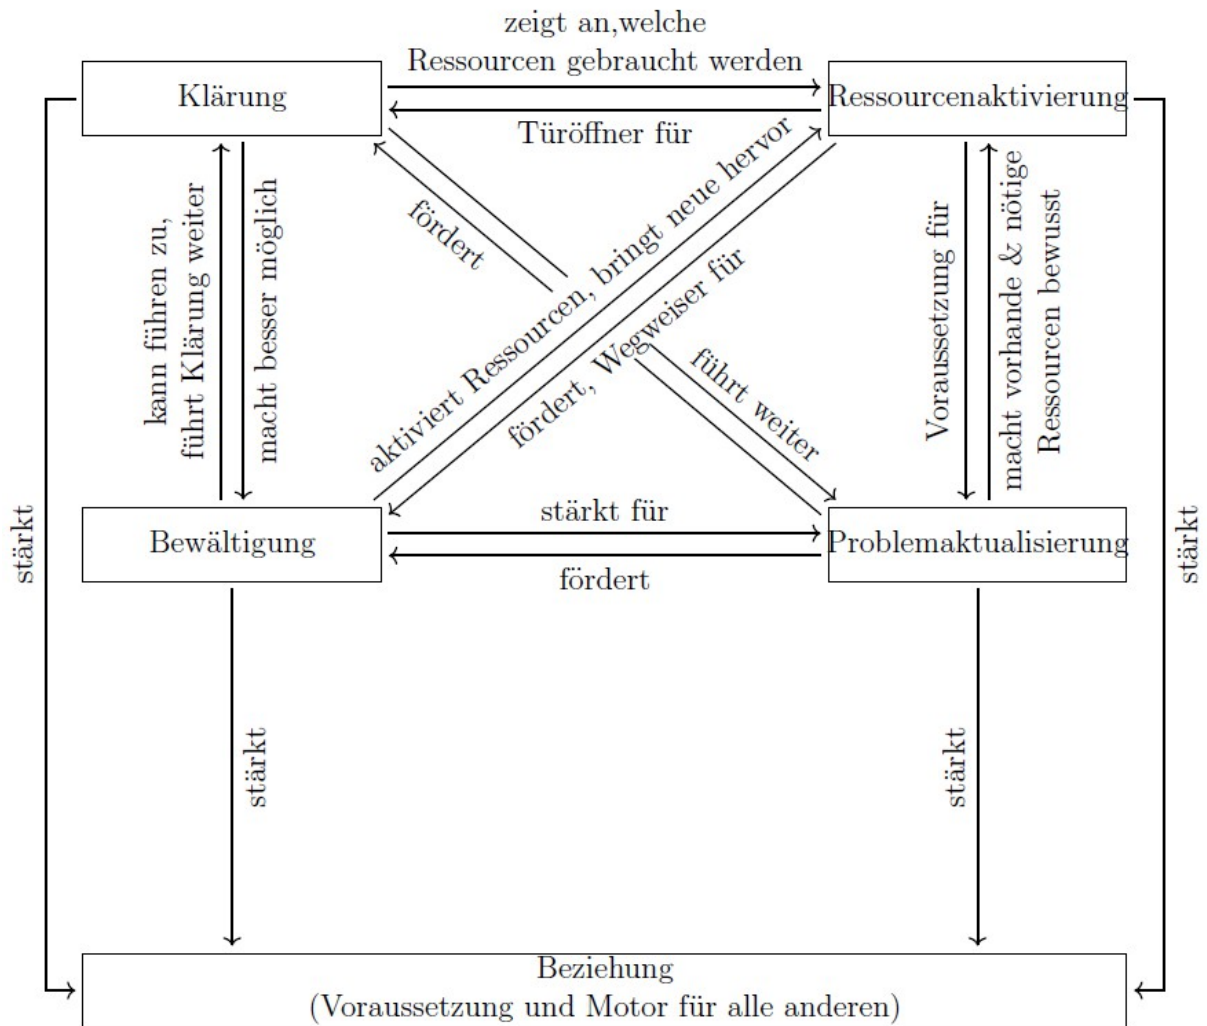 zeigt an,welche
Ressourcen gebraucht werden
Klärung
Ressourcenaktivierung
Türöffner für
kann führen zu,
führt Klärung weiter
macht besser möglich
fördert
aktiviert Ressourcen, bringt neue hervor
fördert, Wegweiser für
führt weiter
Voraussetzung für
macht vorhande & nötige
Ressourcen bewusst
stärkt
Bewältigung
stärkt für
fördert
Problemaktualisierung
stärkt
stärkt
stärkt
Beziehung
(Voraussetzung und Motor für alle anderen)